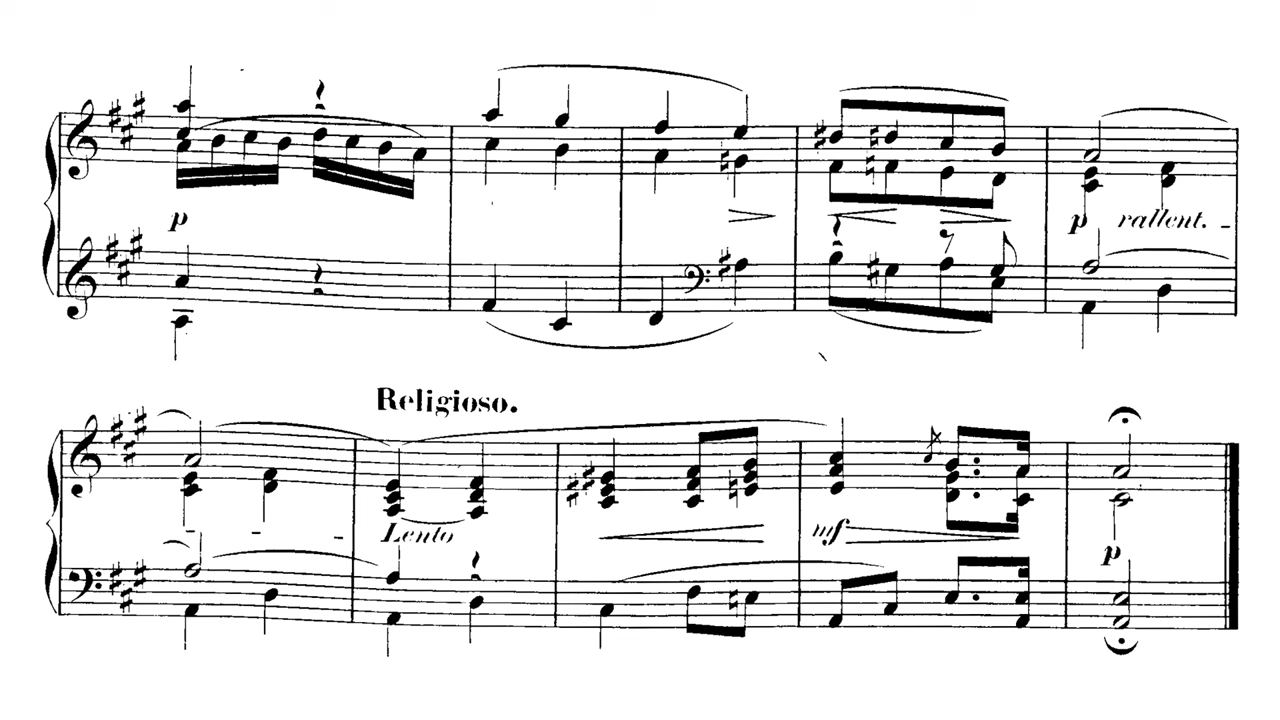 p
p rallent.
Religioso.
Lento
mf
p